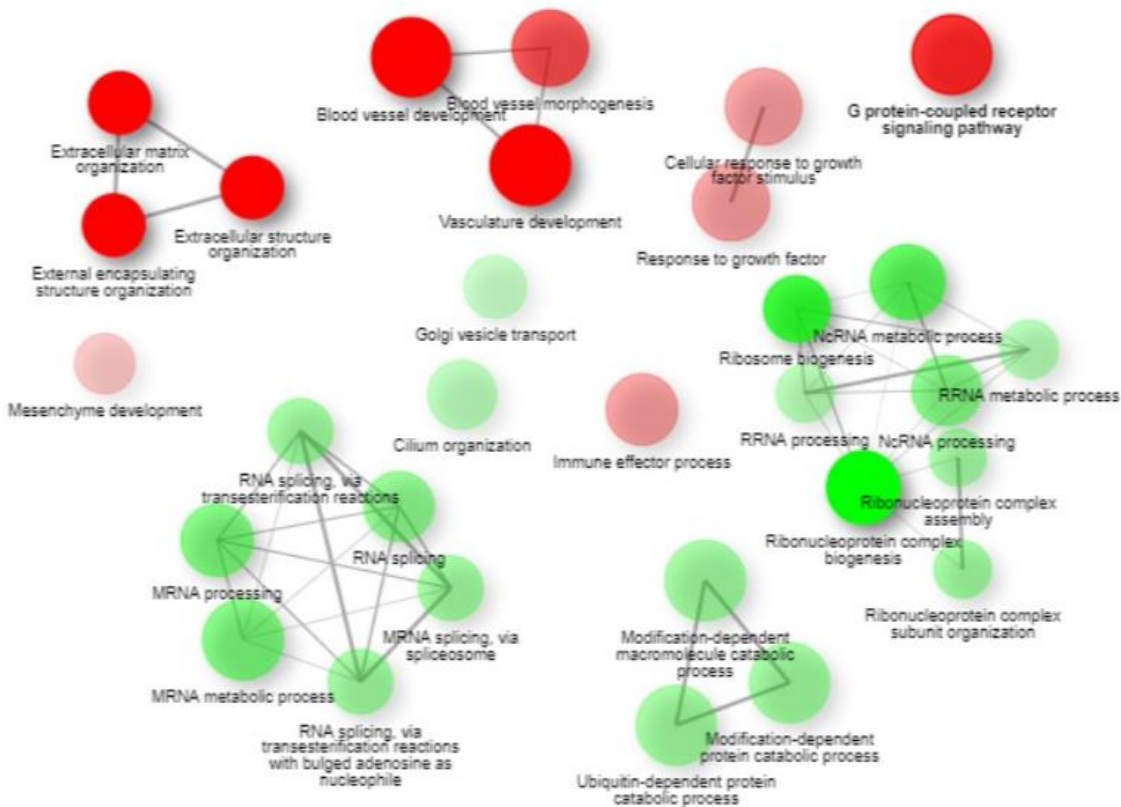 Extracellular matrix
organization
Extracellular structure
organization
External encapsulating
structure organization
Blood vessel development
Blood vessel morphogenesis
Vasculature development
Cellular response to growth
factor stimulus
Response to growth factor
G protein-coupled receptor
signaling pathway
Golgi vesicle transport
Mesenchyme development
Cilium organization
Immune effector process
NcRNA metabolic process
Ribosome biogenesis
RRNA metabolic process
RRNA processing
NcRNA processing
Ribonucleoprotein complex
assembly
Ribonucleoprotein complex
biogenesis
Ribonucleoprotein complex
subunit organization
RNA splicing, via
transesterification reactions
RNA splicing
MRNA processing
MRNA splicing, via
spliceosome
MRNA metabolic process
RNA splicing, via
transesterification reactions
with bulged adenosine as
nucleophile
Modification-dependent
macromolecule catabolic
process
Modification-dependent
protein catabolic process
Ubiquitin-dependent protein
catabolic process